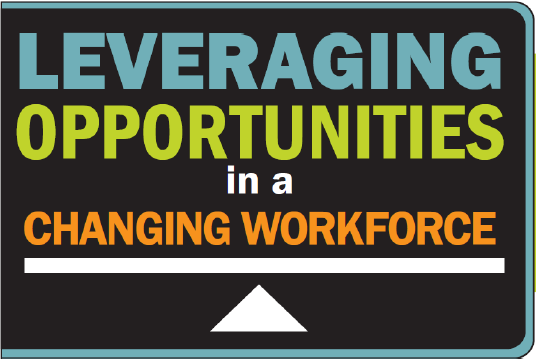 LEVERAGING
OPPORTUNITIES
in a
CHANGING WORKFORCE